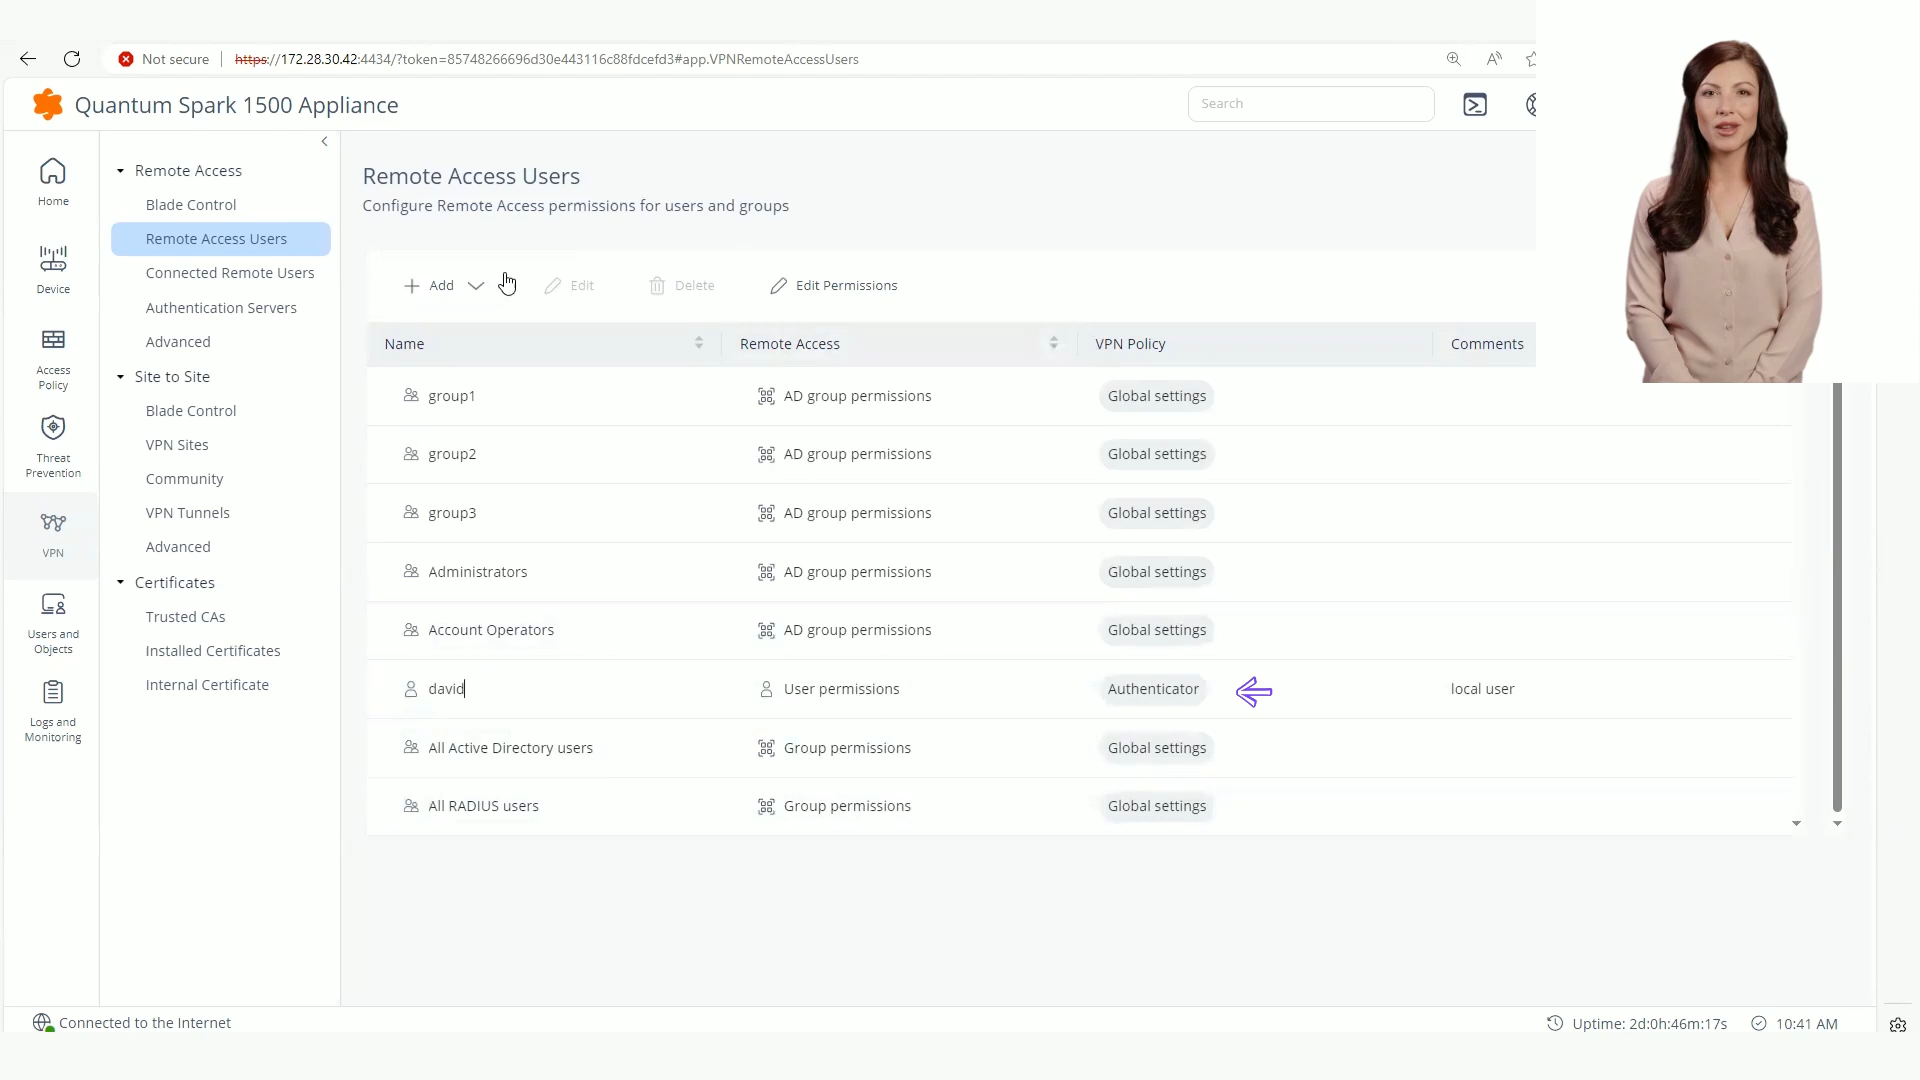 Not secure
https://172.28.30.42:4434/?token=85748266696d30e443116c88fdcefd3#app.VPNRemoteAccessUsers
Quantum Spark 1500 Appliance
Search
Home
Device
Access
Policy
Threat
Prevention
VPN
Users and
Objects
Logs and
Monitoring
Remote Access
Blade Control
Remote Access Users
Connected Remote Users
Authentication Servers
Advanced
Site to Site
Blade Control
VPN Sites
Community
VPN Tunnels
Advanced
Certificates
Trusted CAs
Installed Certificates
Internal Certificate
Remote Access Users
Configure Remote Access permissions for users and groups
Add Edit Delete Edit Permissions
Name Remote Access VPN Policy Comments
group1 AD group permissions Global settings
group2 AD group permissions Global settings
group3 AD group permissions Global settings
Administrators AD group permissions Global settings
Account Operators AD group permissions Global settings
david User permissions Authenticator local user
All Active Directory users Group permissions Global settings
All RADIUS users Group permissions Global settings
Connected to the Internet
Uptime: 2d:0h:46m:17s 10:41 AM